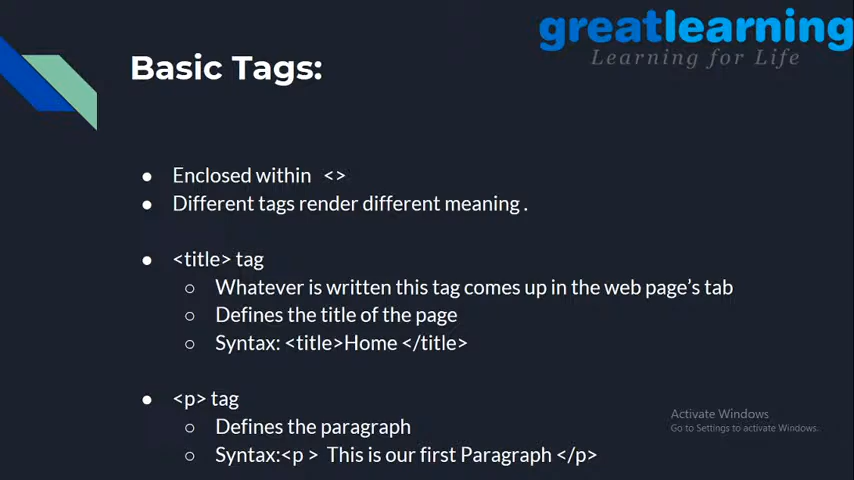 greatlearning
Learning for Life
Basic Tags:
● Enclosed within <>
● Different tags render different meaning .
● <title> tag
○ Whatever is written this tag comes up in the web page’s tab
○ Defines the title of the page
○ Syntax: <title>Home </title>
● <p> tag
○ Defines the paragraph
○ Syntax:<p > This is our first Paragraph </p>
Activate Windows
Go to Settings to activate Windows.